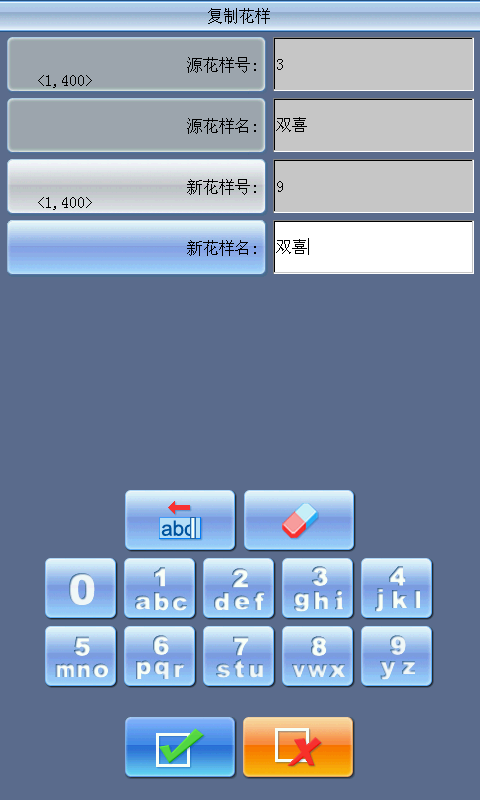 复制花样
源花样号: 3
<1,400>
源花样名: 双喜
新花样号: 9
<1,400>
新花样名: 双喜
abc
0 1 2 3 4
abc def ghi jkl
5 6 7 8 9
mno pqr stu vwx yz